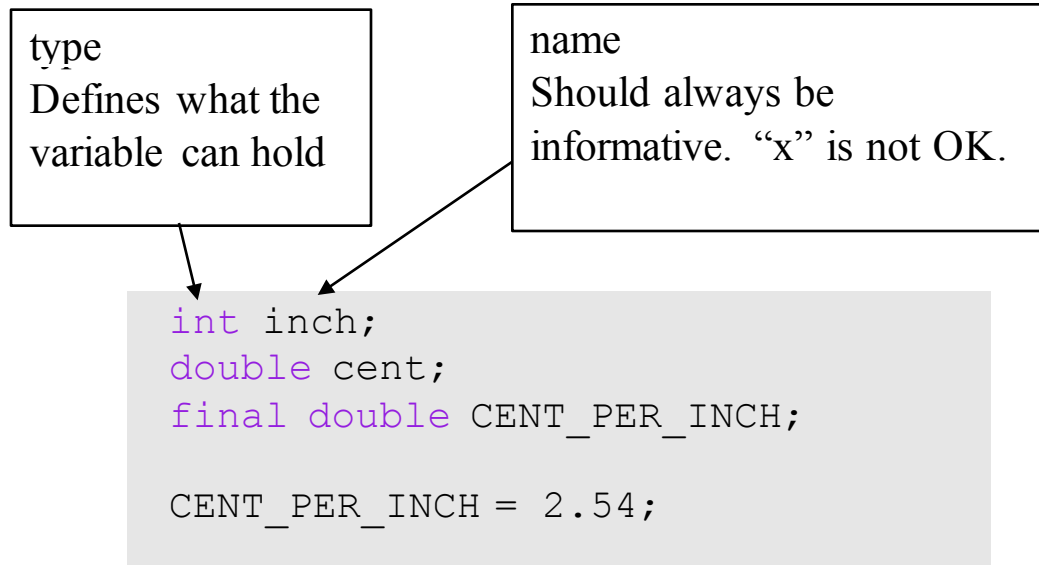 type
Defines what the
variable can hold
name
Should always be
informative. “x” is not OK.
int inch;
double cent;
final double CENT_PER_INCH;
CENT_PER_INCH = 2.54;